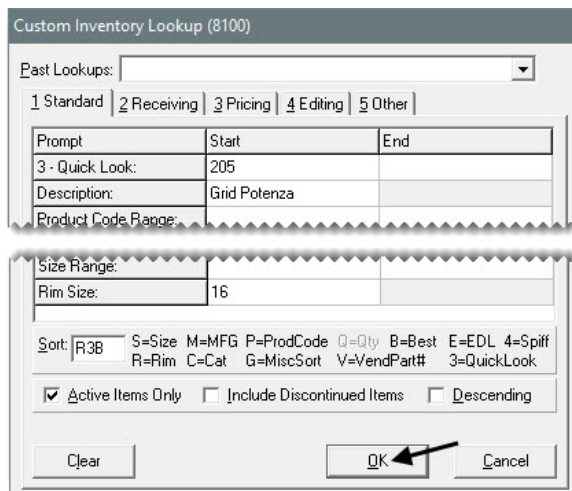 Custom Inventory Lookup (8100)
Past Lookups:
1 Standard 2 Receiving 3 Pricing 4 Editing 5 Other
Prompt Start End
3 - Quick Look: 205
Description: Grid Potenza
Product Code Range:
Size Range:
Rim Size: 16
Sort: R3B S=Size M=MFG P=ProdCode Q=Qty B=Best E=EDL 4=Spiff
R=Rim C=Cat G=MiscSort V=VendPart# 3=QuickLook
Active Items Only Include Discontinued Items Descending
Clear OK Cancel